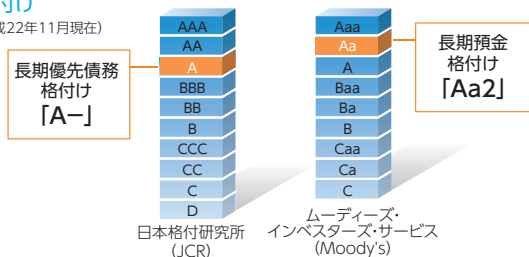 付け
成22年11月現在)
長期優先債務
格付け
「A−」
AAA
AA
A
BBB
BB
B
CCC
CC
C
D
日本格付研究所
(JCR)
Aaa
Aa
A
Baa
Ba
B
Caa
Ca
C
ムーディーズ・
インベスターズ・サービス
(Moody's)
長期預金
格付け
「Aa2」